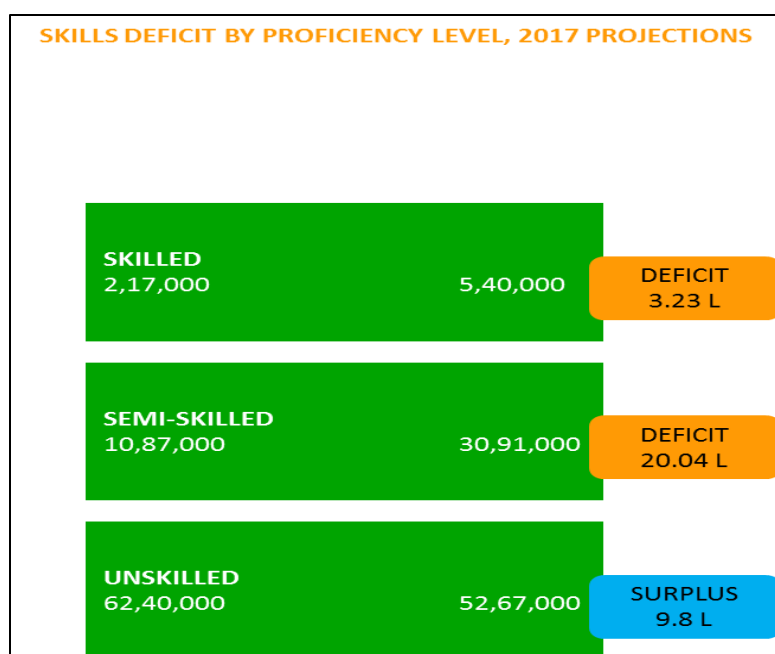 SKILLS DEFICIT BY PROFICIENCY LEVEL, 2017 PROJECTIONS
SKILLED
2,17,000 5,40,000
DEFICIT
3.23 L
SEMI-SKILLED
10,87,000 30,91,000
DEFICIT
20.04 L
UNSKILLED
62,40,000 52,67,000
SURPLUS
9.8 L